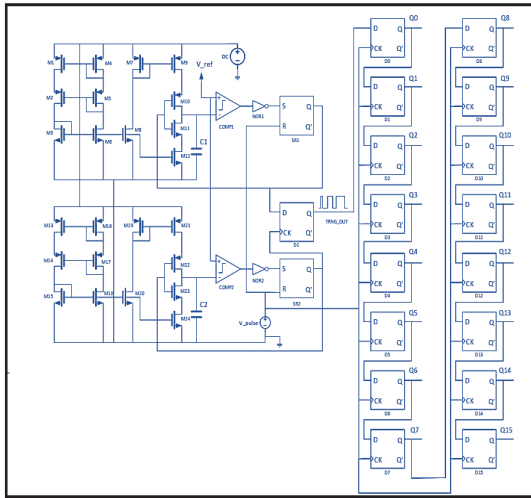 M1 M4 M7 M9
DC
V_ref
M2 M5
M10
M3 M6 M8
M11
M12
C1
COMP1
NOR1
S Q
R Q'
SR1
D Q
Q'
D1
TRNG_OUT
M13 M16 M19 M21
M14 M17
M22
M15 M18 M20
M23
M24
C2
COMP2
NOR2
S Q
R Q'
SR2
V_pulse
Q0
D Q
CK Q'
D0
Q1
D Q
CK Q'
D1
Q2
D Q
CK Q'
D2
Q3
D Q
CK Q'
D3
Q4
D Q
CK Q'
D4
Q5
D Q
CK Q'
D5
Q6
D Q
CK Q'
D6
Q7
D Q
CK Q'
D7
Q8
D Q
CK Q'
D8
Q9
D Q
CK Q'
D9
Q10
D Q
CK Q'
D10
Q11
D Q
CK Q'
D11
Q12
D Q
CK Q'
D12
Q13
D Q
CK Q'
D13
Q14
D Q
CK Q'
D14
Q15
D Q
CK Q'
D15